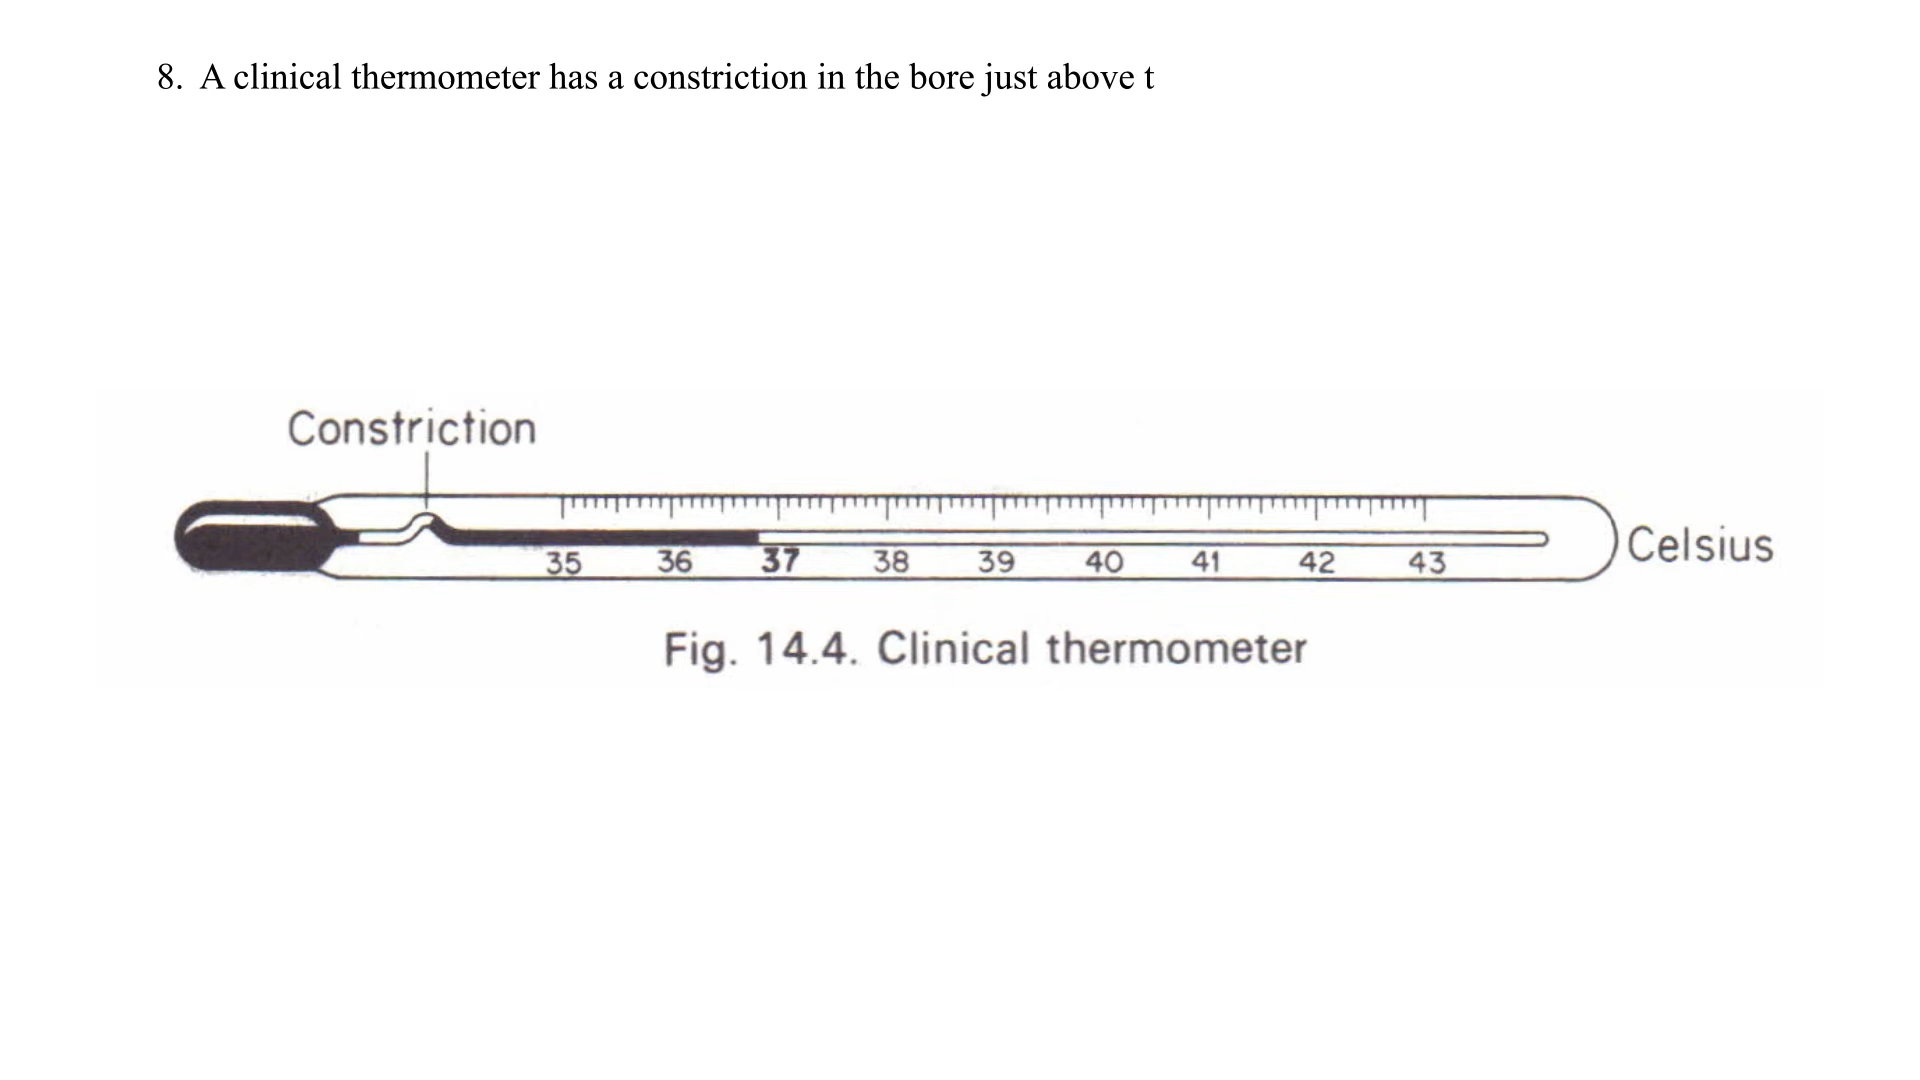 8. A clinical thermometer has a constriction in the bore just above t
Constriction
35 36 37 38 39 40 41 42 43
Celsius
Fig. 14.4. Clinical thermometer